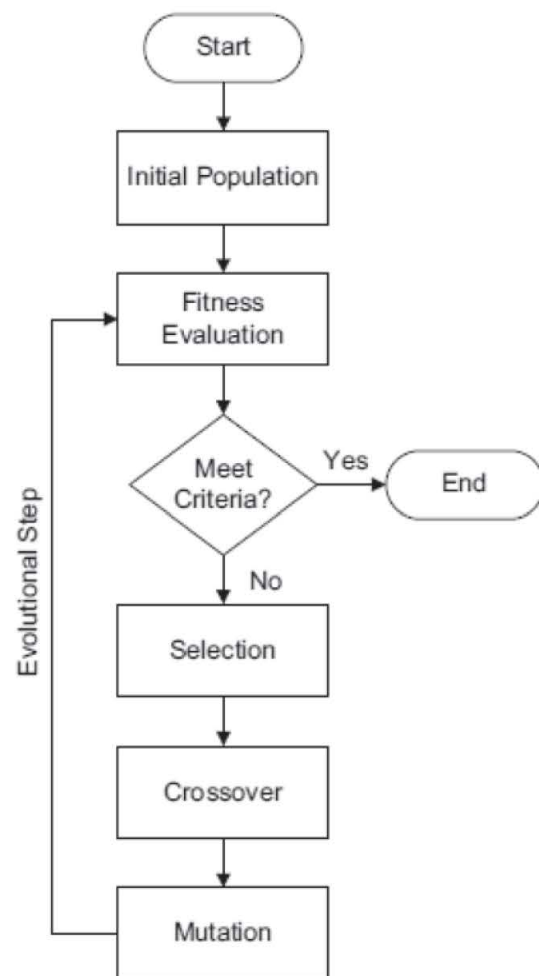 Start
Initial Population
Fitness
Evaluation
Meet
Criteria?
Yes
End
No
Selection
Crossover
Mutation
Evolutional Step